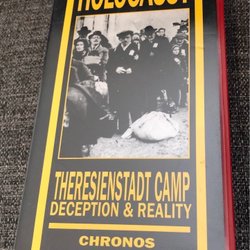 HOLOCAUST
THERESIENSTADT CAMP
DECEPTION & REALITY
CHRONOS